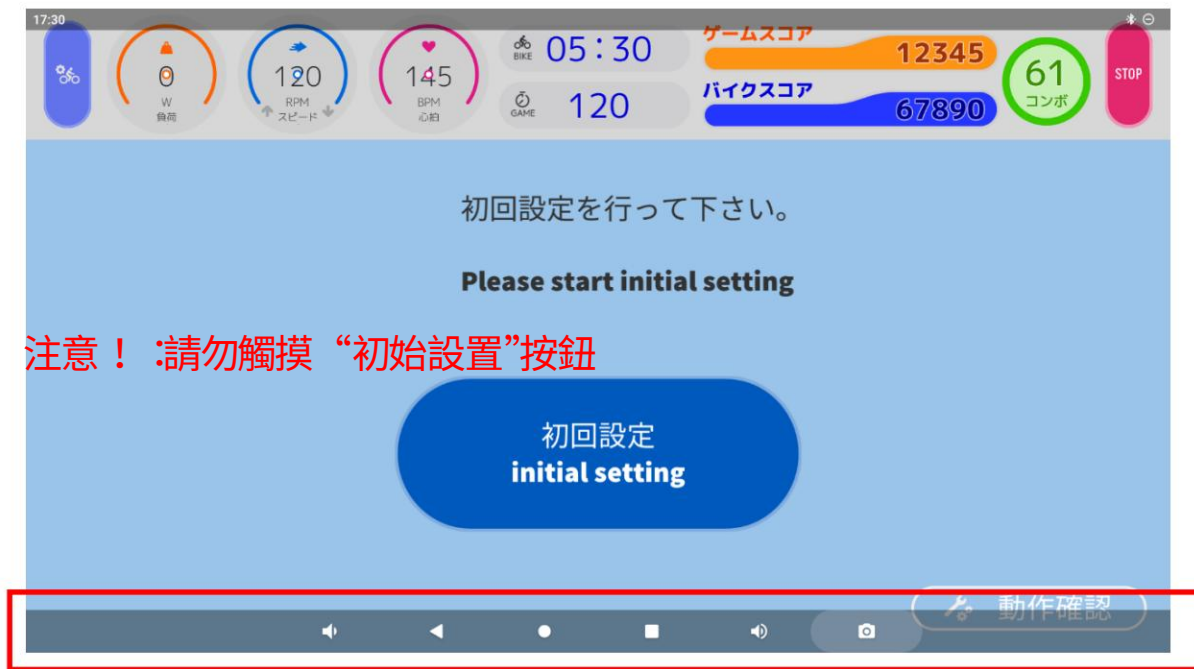 17:30
0
W
負荷
120
RPM
スピード
145
BPM
心拍
BIKE 05:30
GAME 120
ゲームスコア
12345
バイクスコア
67890
61
コンボ
STOP
初回設定を行って下さい。
Please start initial setting
注意！：請勿觸摸“初始設置”按鈕
初回設定
initial setting
動作確認